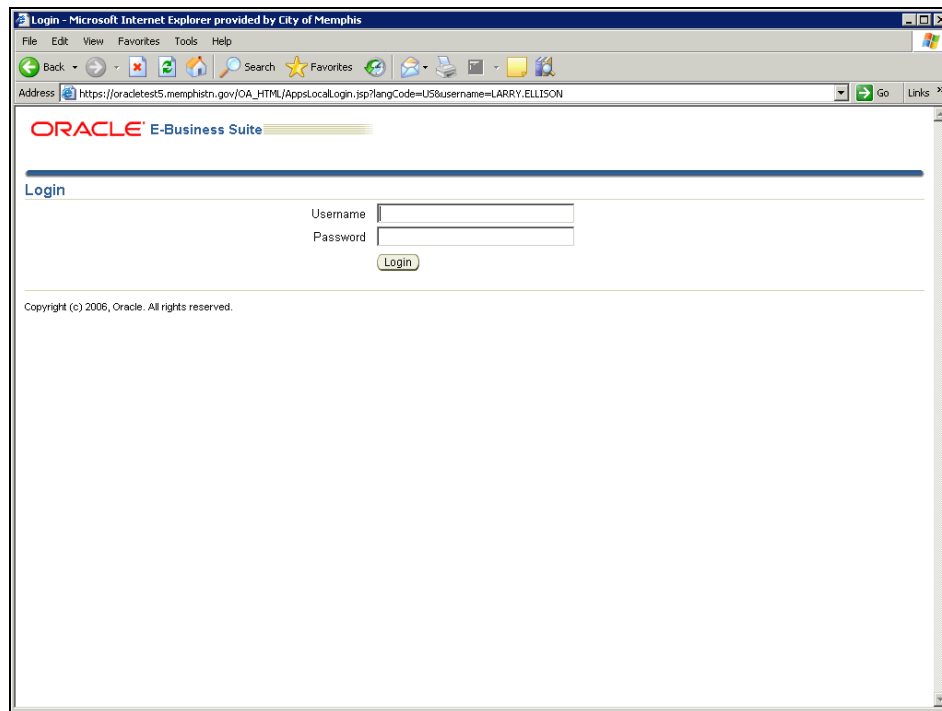 Login - Microsoft Internet Explorer provided by City of Memphis
File Edit View Favorites Tools Help
Back Search Favorites
Address https://oracletest5.memphistn.gov/OA_HTML/AppsLocalLogin.jsp?langCode=US&username=LARRY.ELLISON Go Links »
ORACLE® E-Business Suite
Login
Username
Password
Login
Copyright (c) 2006, Oracle. All rights reserved.